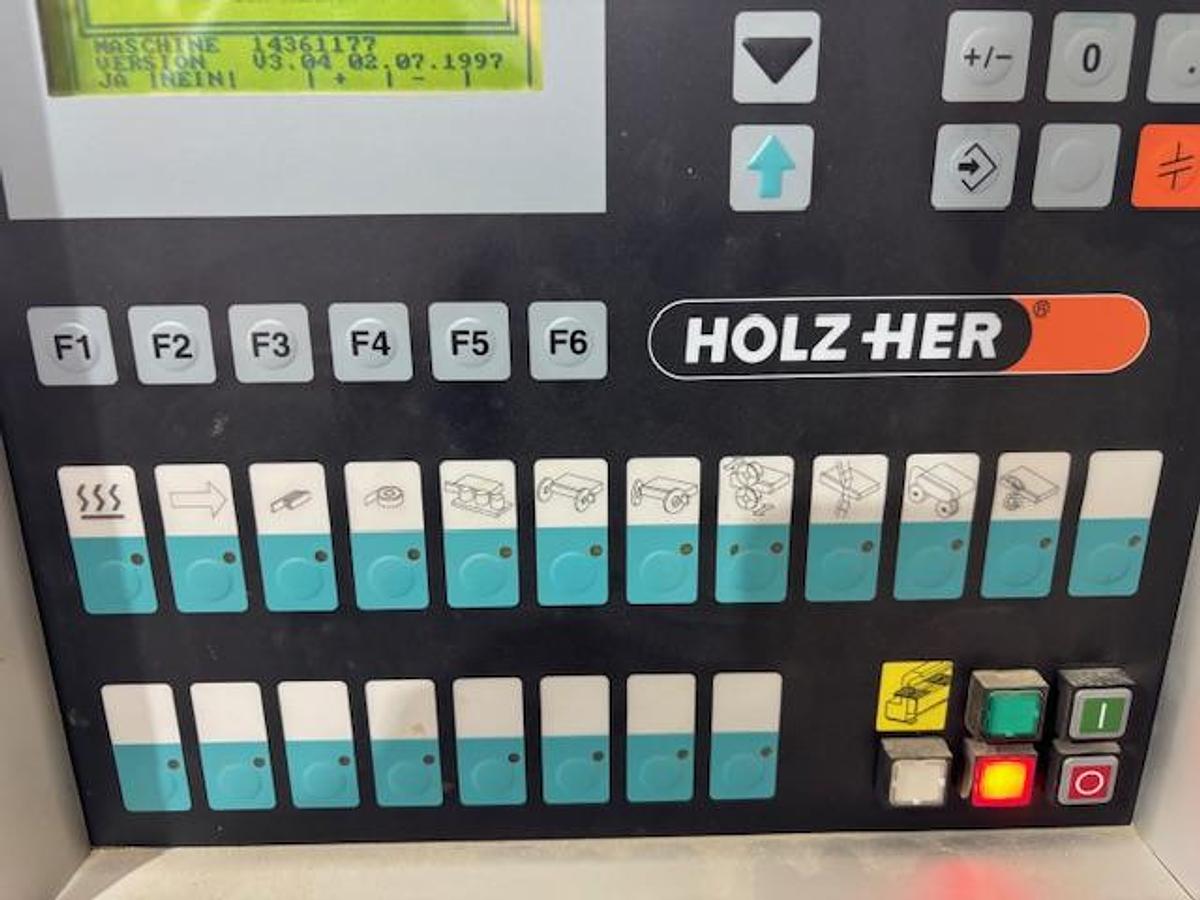 MASCHINE 14361177
VERSION V3.04 02.07.1997
JA |NEIN| | + | - |
+/-
0
.
F1
F2
F3
F4
F5
F6
HOLZ-HER®
I
O